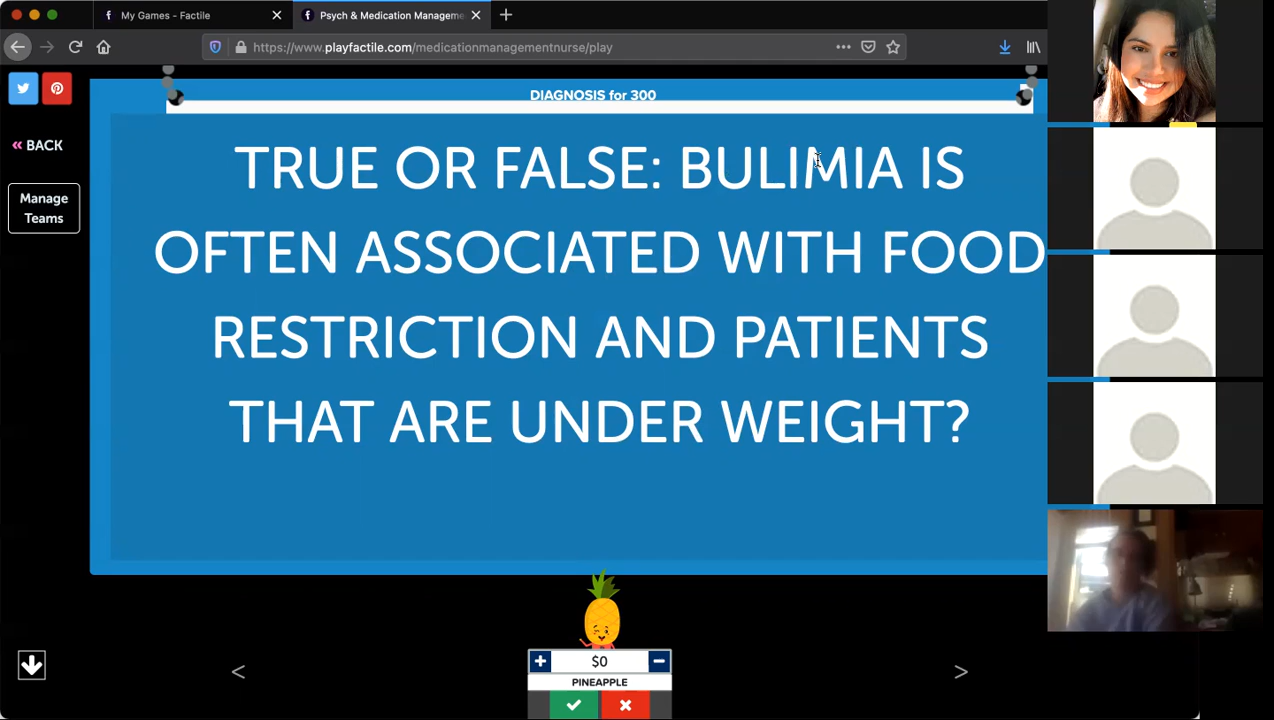 My Games - Factile
Psych & Medication Manageme
https://www.playfactile.com/medicationmanagementnurse/play
DIAGNOSIS for 300
« BACK
Manage
Teams
TRUE OR FALSE: BULIMIA IS
OFTEN ASSOCIATED WITH FOOD
RESTRICTION AND PATIENTS
THAT ARE UNDER WEIGHT?
<
>
+ $0 −
PINEAPPLE